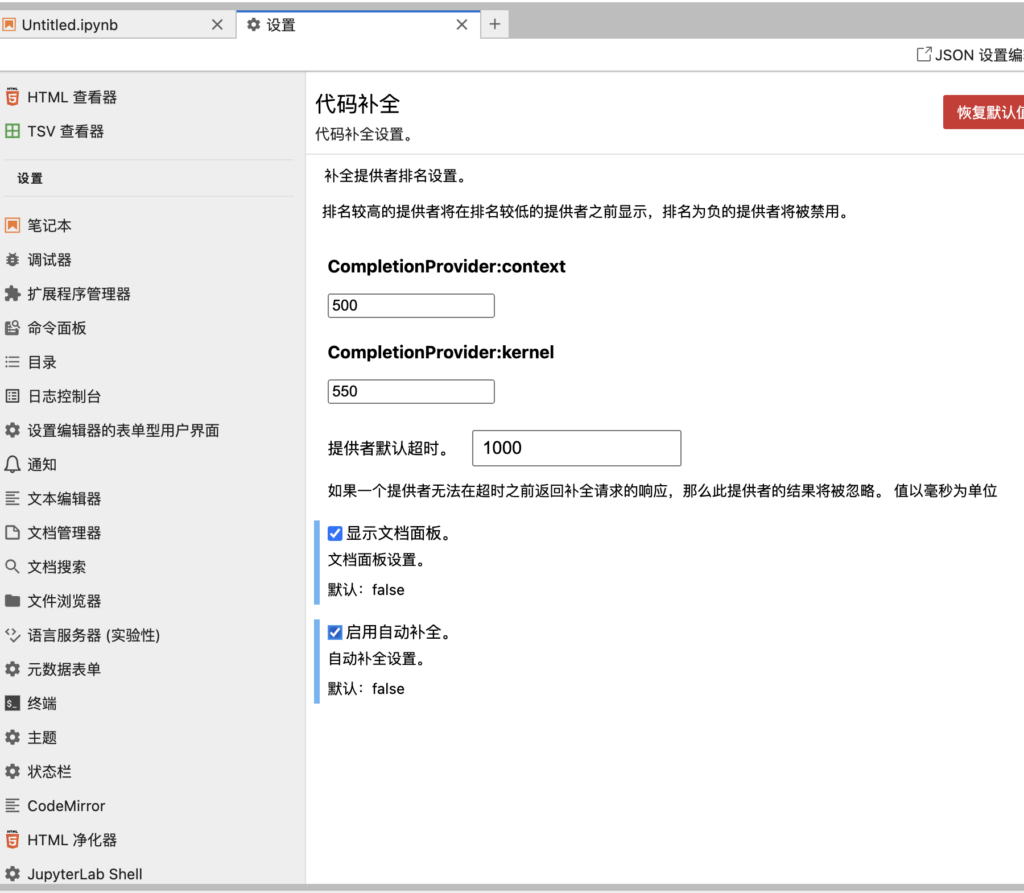 Untitled.ipynb
设置
JSON 设置编
HTML 查看器
TSV 查看器
设置
笔记本
调试器
扩展程序管理器
命令面板
目录
日志控制台
设置编辑器的表单型用户界面
通知
文本编辑器
文档管理器
文档搜索
文件浏览器
语言服务器 (实验性)
元数据表单
终端
主题
状态栏
CodeMirror
HTML 净化器
JupyterLab Shell
代码补全
恢复默认值
代码补全设置。
补全提供者排名设置。
排名较高的提供者将在排名较低的提供者之前显示，排名为负的提供者将被禁用。
CompletionProvider:context
500
CompletionProvider:kernel
550
提供者默认超时。 1000
如果一个提供者无法在超时之前返回补全请求的响应，那么此提供者的结果将被忽略。 值以毫秒为单位
显示文档面板。
文档面板设置。
默认：false
启用自动补全。
自动补全设置。
默认：false